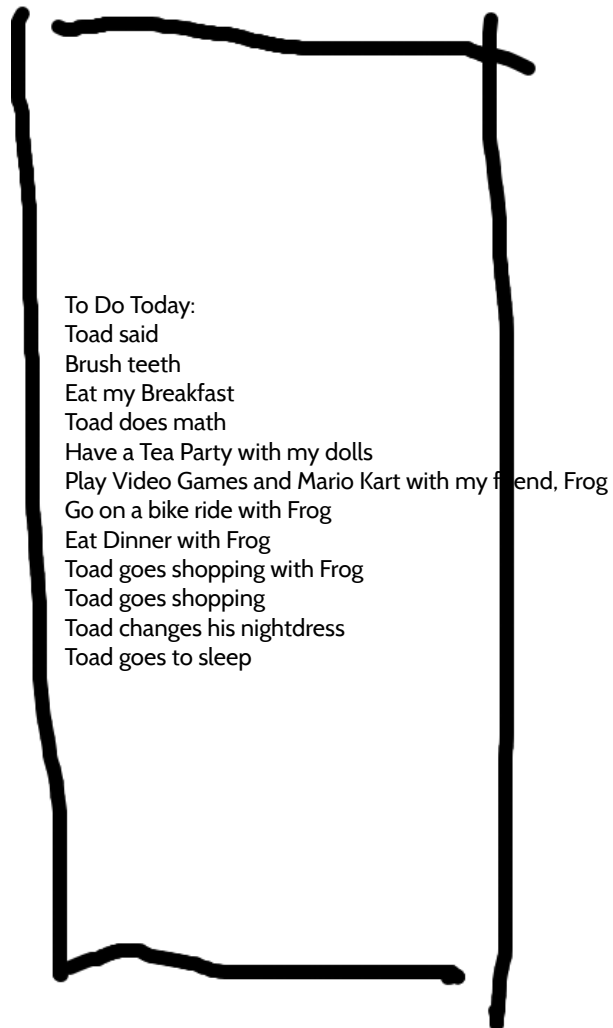 To Do Today:
Toad said
Brush teeth
Eat my Breakfast
Toad does math
Have a Tea Party with my dolls
Play Video Games and Mario Kart with my friend, Frog
Go on a bike ride with Frog
Eat Dinner with Frog
Toad goes shopping with Frog
Toad goes shopping
Toad changes his nightdress
Toad goes to sleep